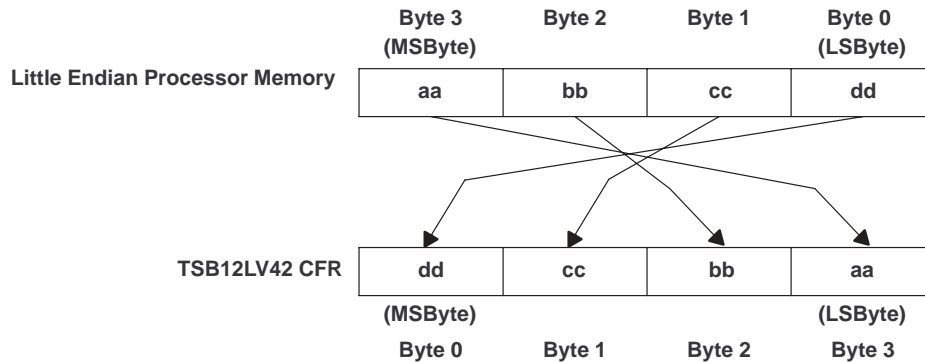 Byte 3 Byte 2 Byte 1 Byte 0
(MSByte) (LSByte)
Little Endian Processor Memory
aa bb cc dd
TSB12LV42 CFR dd cc bb aa
(MSByte) (LSByte)
Byte 0 Byte 1 Byte 2 Byte 3